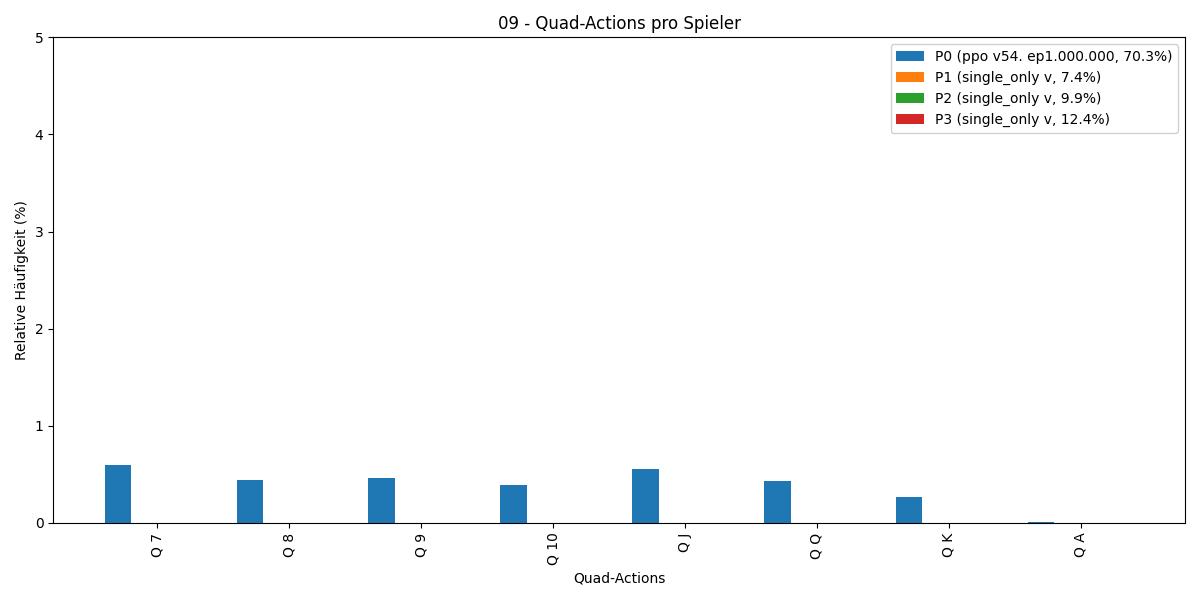 09 - Quad-Actions pro Spieler
P0 (ppo v54. ep1.000.000, 70.3%)
P1 (single_only v, 7.4%)
P2 (single_only v, 9.9%)
P3 (single_only v, 12.4%)
Relative Häufigkeit (%)
5
4
3
2
1
0
Q 7
Q 8
Q 9
Q 10
Q J
Q Q
Q K
Q A
Quad-Actions